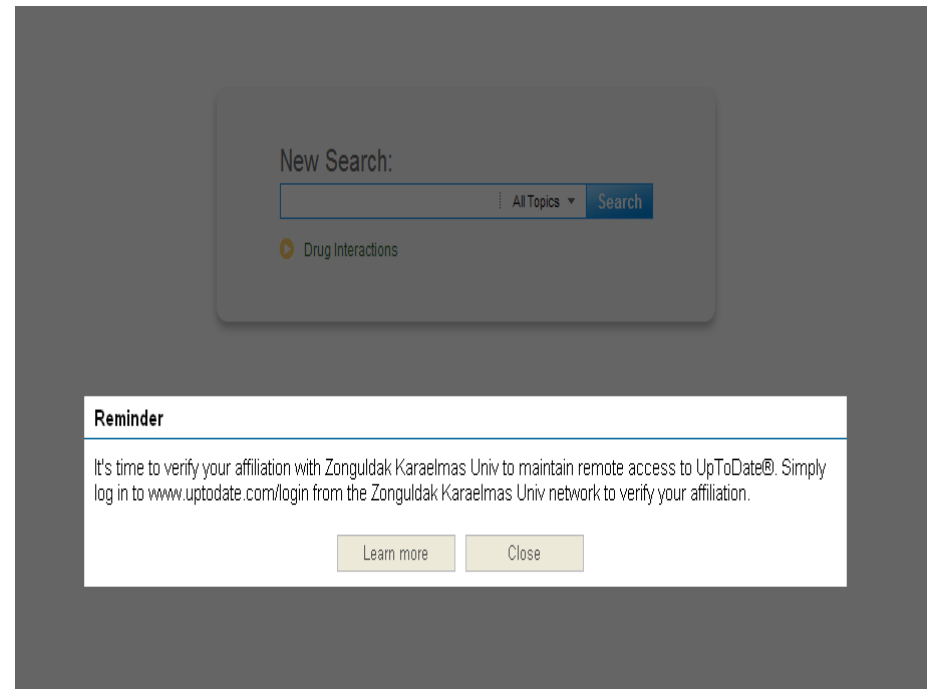 New Search:
All Topics
Search
Drug Interactions
Reminder
It's time to verify your affiliation with Zonguldak Karaelmas Univ to maintain remote access to UpToDate®. Simply
log in to www.uptodate.com/login from the Zonguldak Karaelmas Univ network to verify your affiliation.
Learn more
Close